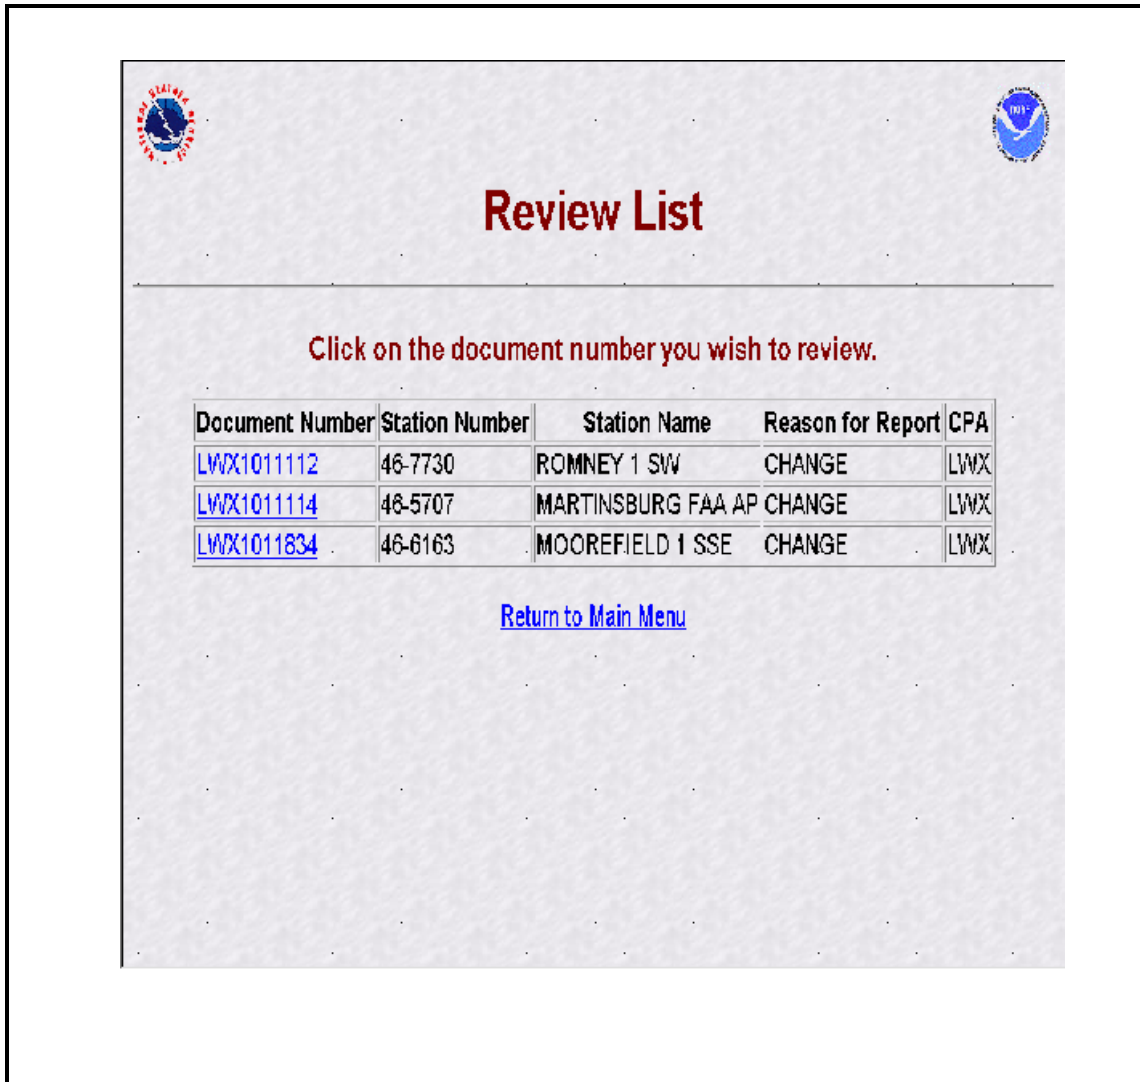 Review List
Click on the document number you wish to review.
Document Number Station Number Station Name Reason for Report CPA
LWX1011112 46-7730 ROMNEY 1 SW CHANGE LWX
LWX1011114 46-5707 MARTINSBURG FAA AP CHANGE LWX
LWX1011834 46-6163 MOOREFIELD 1 SSE CHANGE LWX
Return to Main Menu